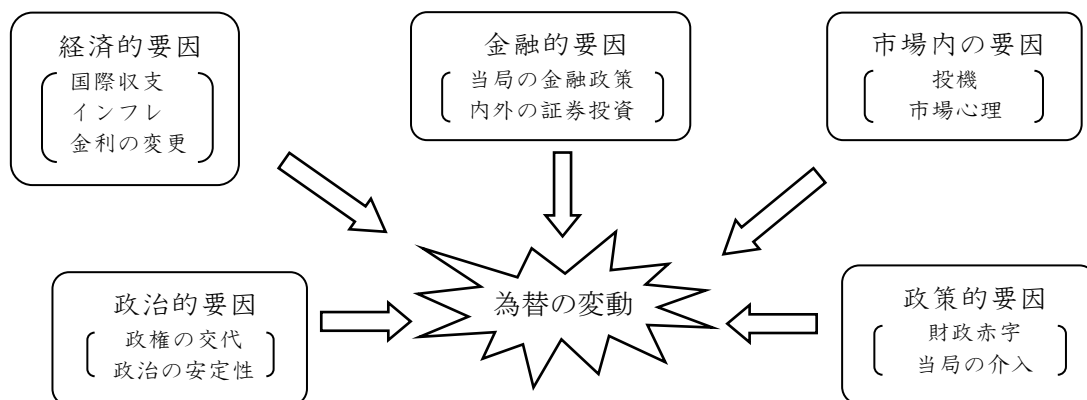 経済的要因
国際収支
インフレ
金利の変更
金融的要因
当局の金融政策
内外の証券投資
市場内の要因
投機
市場心理
為替の変動
政治的要因
政権の交代
政治の安定性
政策的要因
財政赤字
当局の介入